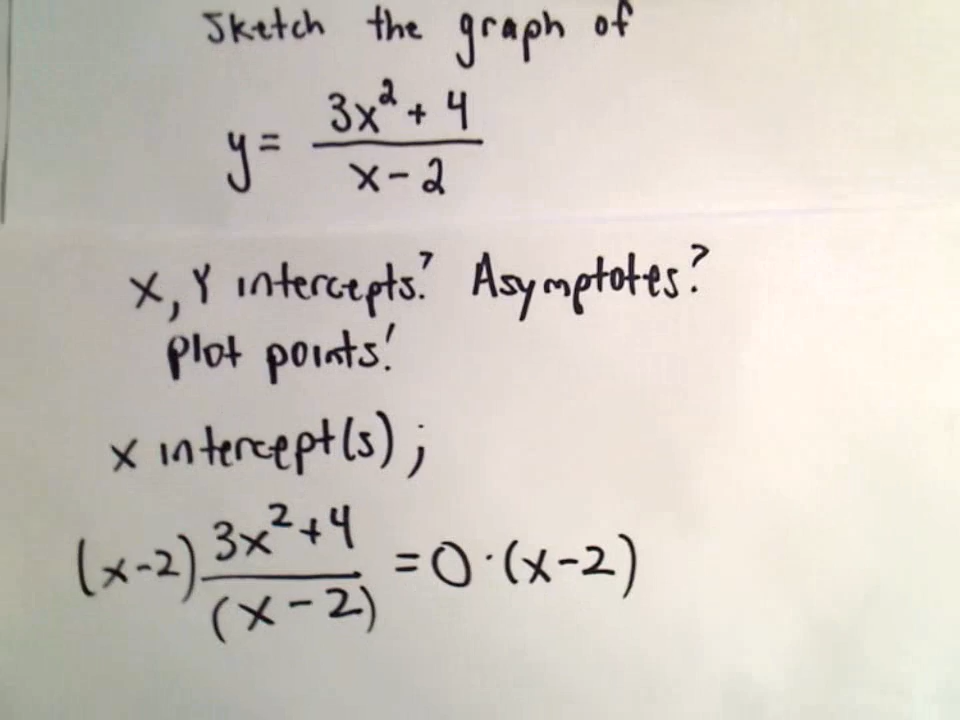 Sketch the graph of
y = (3x² + 4)/(x - 2)
x, Y intercepts? Asymptotes?
plot points!
x intercept(s) ;
(x-2) (3x²+4)/((x-2)) = 0·(x-2)